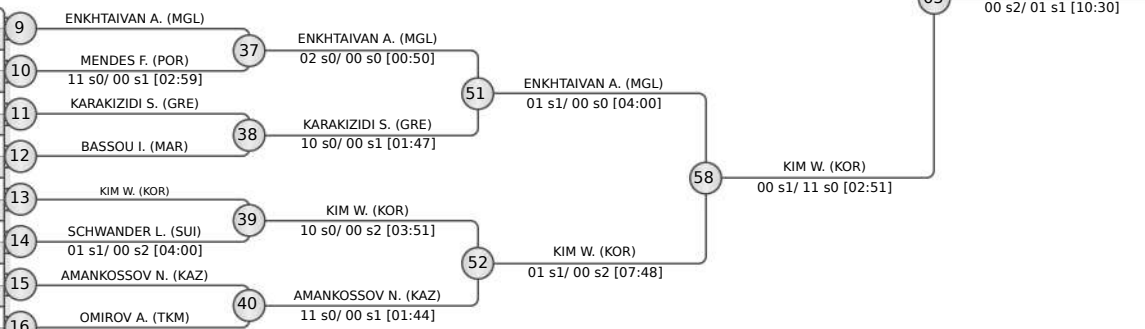 63
00 s2/ 01 s1 [10:30]
9
ENKHTAIVAN A. (MGL)
37
ENKHTAIVAN A. (MGL)
02 s0/ 00 s0 [00:50]
10
MENDES F. (POR)
11 s0/ 00 s1 [02:59]
51
ENKHTAIVAN A. (MGL)
01 s1/ 00 s0 [04:00]
11
KARAKIZIDI S. (GRE)
38
KARAKIZIDI S. (GRE)
10 s0/ 00 s1 [01:47]
12
BASSOU I. (MAR)
58
KIM W. (KOR)
00 s1/ 11 s0 [02:51]
13
KIM W. (KOR)
39
KIM W. (KOR)
10 s0/ 00 s2 [03:51]
14
SCHWANDER L. (SUI)
01 s1/ 00 s2 [04:00]
52
KIM W. (KOR)
01 s1/ 00 s2 [07:48]
15
AMANKOSSOV N. (KAZ)
40
AMANKOSSOV N. (KAZ)
11 s0/ 00 s1 [01:44]
16
OMIROV A. (TKM)